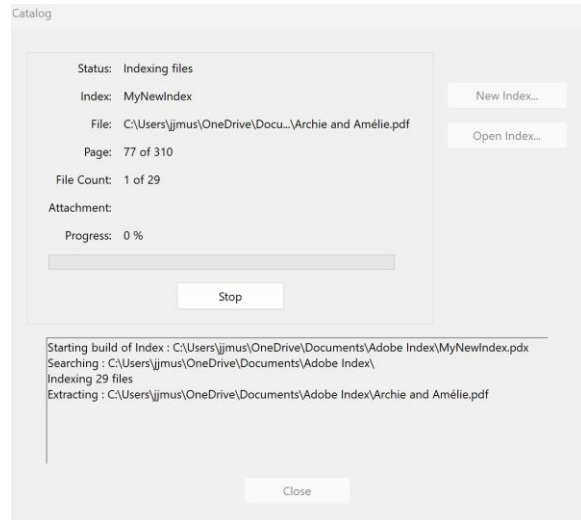 Catalog
Status: Indexing files
Index: MyNewIndex
New Index...
File: C:\Users\jjmus\OneDrive\Docu...\Archie and Amélie.pdf
Open Index...
Page: 77 of 310
File Count: 1 of 29
Attachment:
Progress: 0 %
Stop
Starting build of Index : C:\Users\jjmus\OneDrive\Documents\Adobe Index\MyNewIndex.pdx
Searching : C:\Users\jjmus\OneDrive\Documents\Adobe Index\
Indexing 29 files
Extracting : C:\Users\jjmus\OneDrive\Documents\Adobe Index\Archie and Amélie.pdf
Close